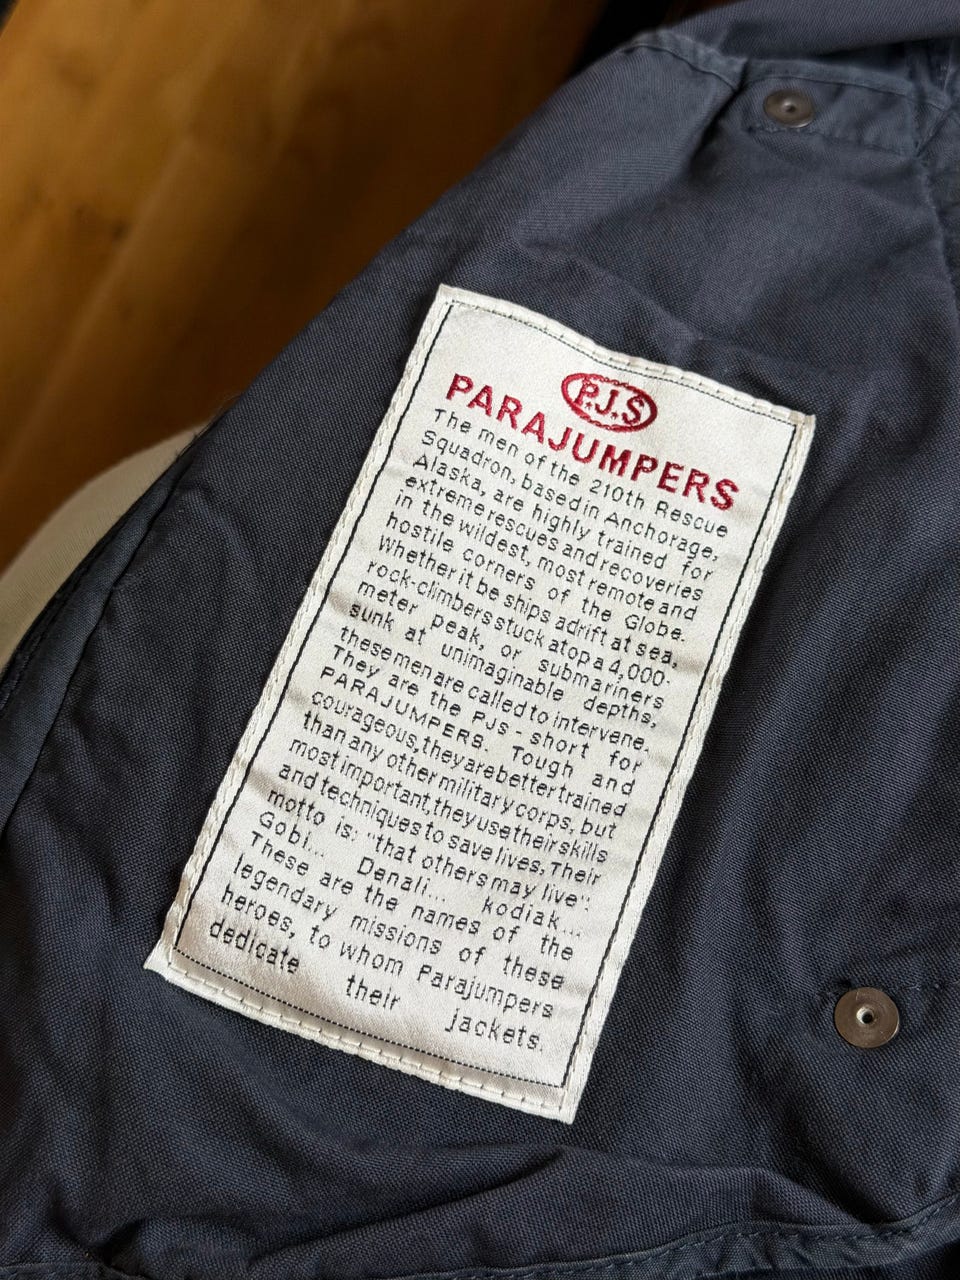 P.J.S
PARAJUMPERS
The men of the 210th Rescue
Squadron, based in Anchorage,
Alaska, are highly trained for
extreme rescues and recoveries
in the wildest, most remote and
hostile corners of the Globe.
Whether it be ships adrift at sea,
rock-climbers stuck atop a 4,000-
meter peak, or submariners
sunk at unimaginable depths,
these men are called to intervene.
They are the PJs - short for
PARAJUMPERS. Tough and
courageous, they are better trained
than any other military corps, but
most important, they use their skills
and techniques to save lives. Their
motto is: "that others may live".
Gobi... Denali... kodiak...
These are the names of the
legendary missions of these
heroes, to whom Parajumpers
dedicate their jackets.